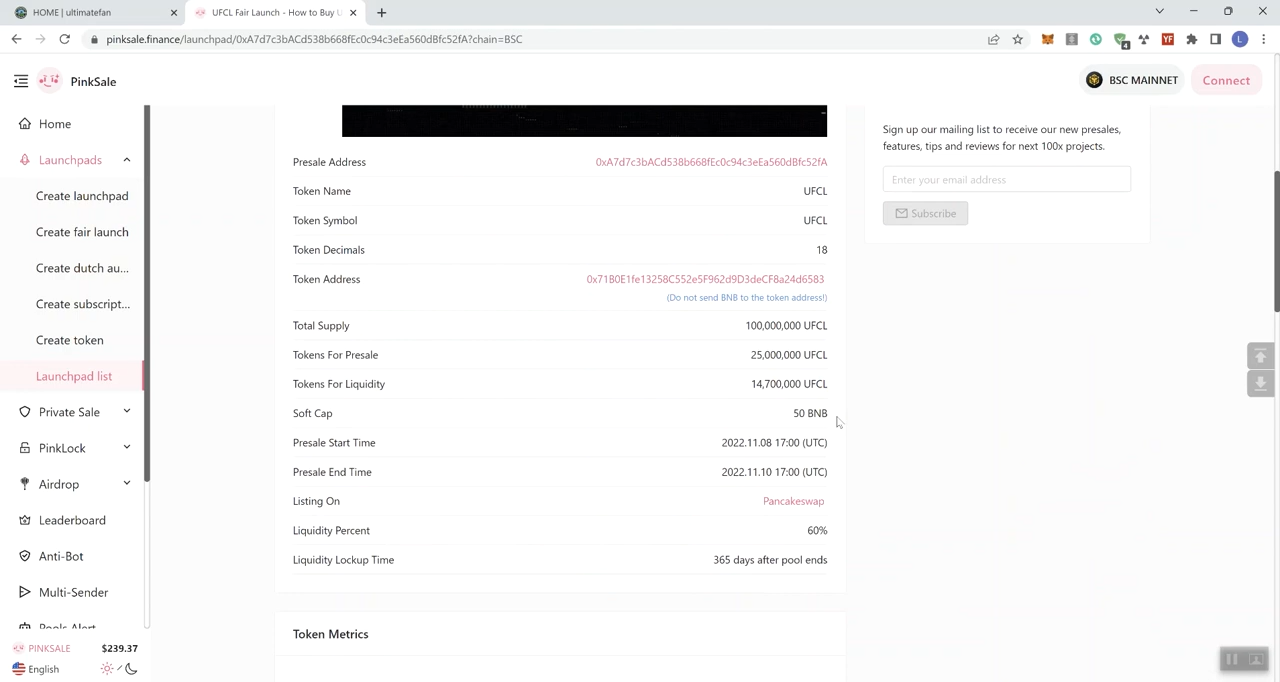 HOME | ultimatefan
UFCL Fair Launch - How to Buy U
pinksale.finance/launchpad/0xA7d7c3bACd538b668fEc0c94c3eEa560dBfc52fA?chain=BSC
4
YF
L
PinkSale
BSC MAINNET
Connect
Home
Launchpads
Create launchpad
Create fair launch
Create dutch au...
Create subscript...
Create token
Launchpad list
Private Sale
PinkLock
Airdrop
Leaderboard
Anti-Bot
Multi-Sender
Pools Alert
PINKSALE $239.37
English
Presale Address 0xA7d7c3bACd538b668fEc0c94c3eEa560dBfc52fA
Token Name UFCL
Token Symbol UFCL
Token Decimals 18
Token Address 0x71B0E1fe13258C552e5F962d9D3deCF8a24d6583
(Do not send BNB to the token address!)
Total Supply 100,000,000 UFCL
Tokens For Presale 25,000,000 UFCL
Tokens For Liquidity 14,700,000 UFCL
Soft Cap 50 BNB
Presale Start Time 2022.11.08 17:00 (UTC)
Presale End Time 2022.11.10 17:00 (UTC)
Listing On Pancakeswap
Liquidity Percent 60%
Liquidity Lockup Time 365 days after pool ends
Token Metrics
Sign up our mailing list to receive our new presales,
features, tips and reviews for next 100x projects.
Enter your email address
Subscribe